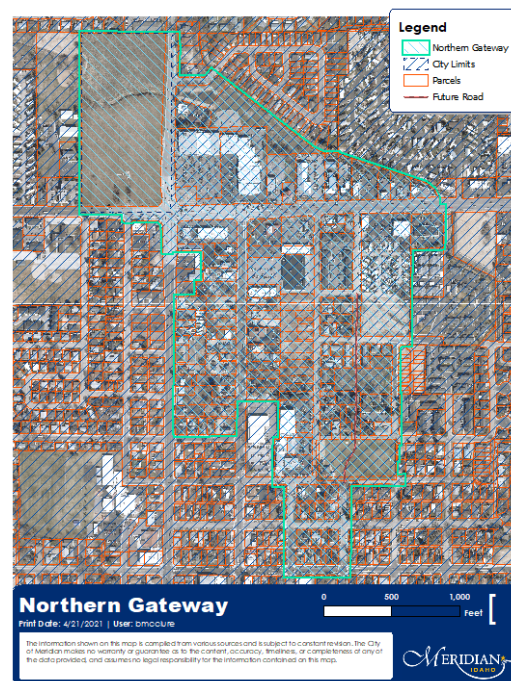 Legend
Northern Gateway
City Limits
Parcels
Future Road
Northern Gateway
Print Date: 4/21/2021 | User: bmcclure
0 500 1,000
Feet
The information shown on this map is compiled from various sources and is subject to constant revision. The City
of Meridian makes no warranty or guarantee as to the content, accuracy, timeliness, or completeness of any of
the data provided, and assumes no legal responsibility for the information contained on this map.
MERIDIAN
IDAHO